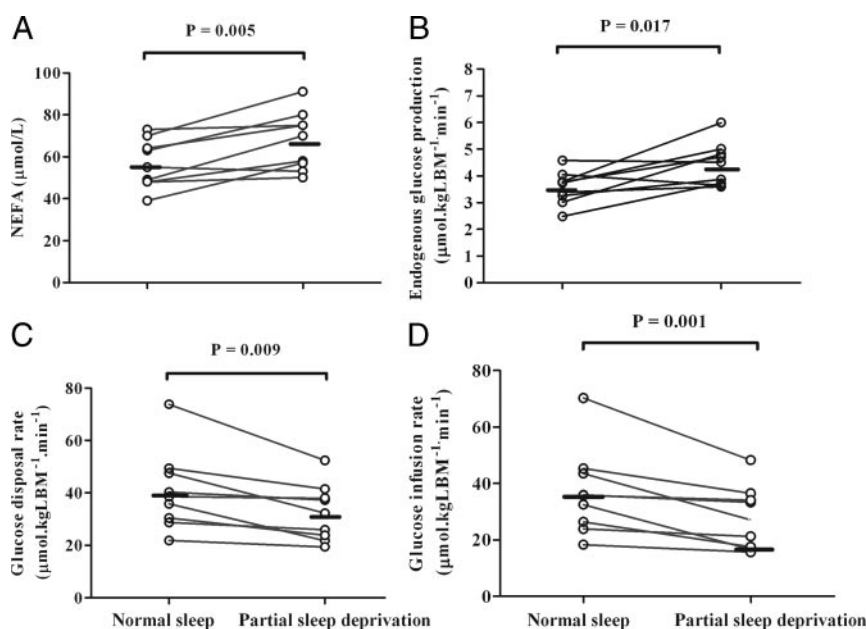 A
P = 0.005
NEFA (µmol/L)
100
80
60
40
20
0
B
P = 0.017
Endogenous glucose production
(µmol.kgLBM⁻¹·min⁻¹)
8
7
6
5
4
3
2
1
0
C
P = 0.009
Glucose disposal rate
(µmol.kgLBM⁻¹.min⁻¹)
80
60
40
20
0
Normal sleep
Partial sleep deprivation
D
P = 0.001
Glucose infusion rate
(µmol.kgLBM⁻¹·min⁻¹)
80
60
40
20
0
Normal sleep
Partial sleep deprivation